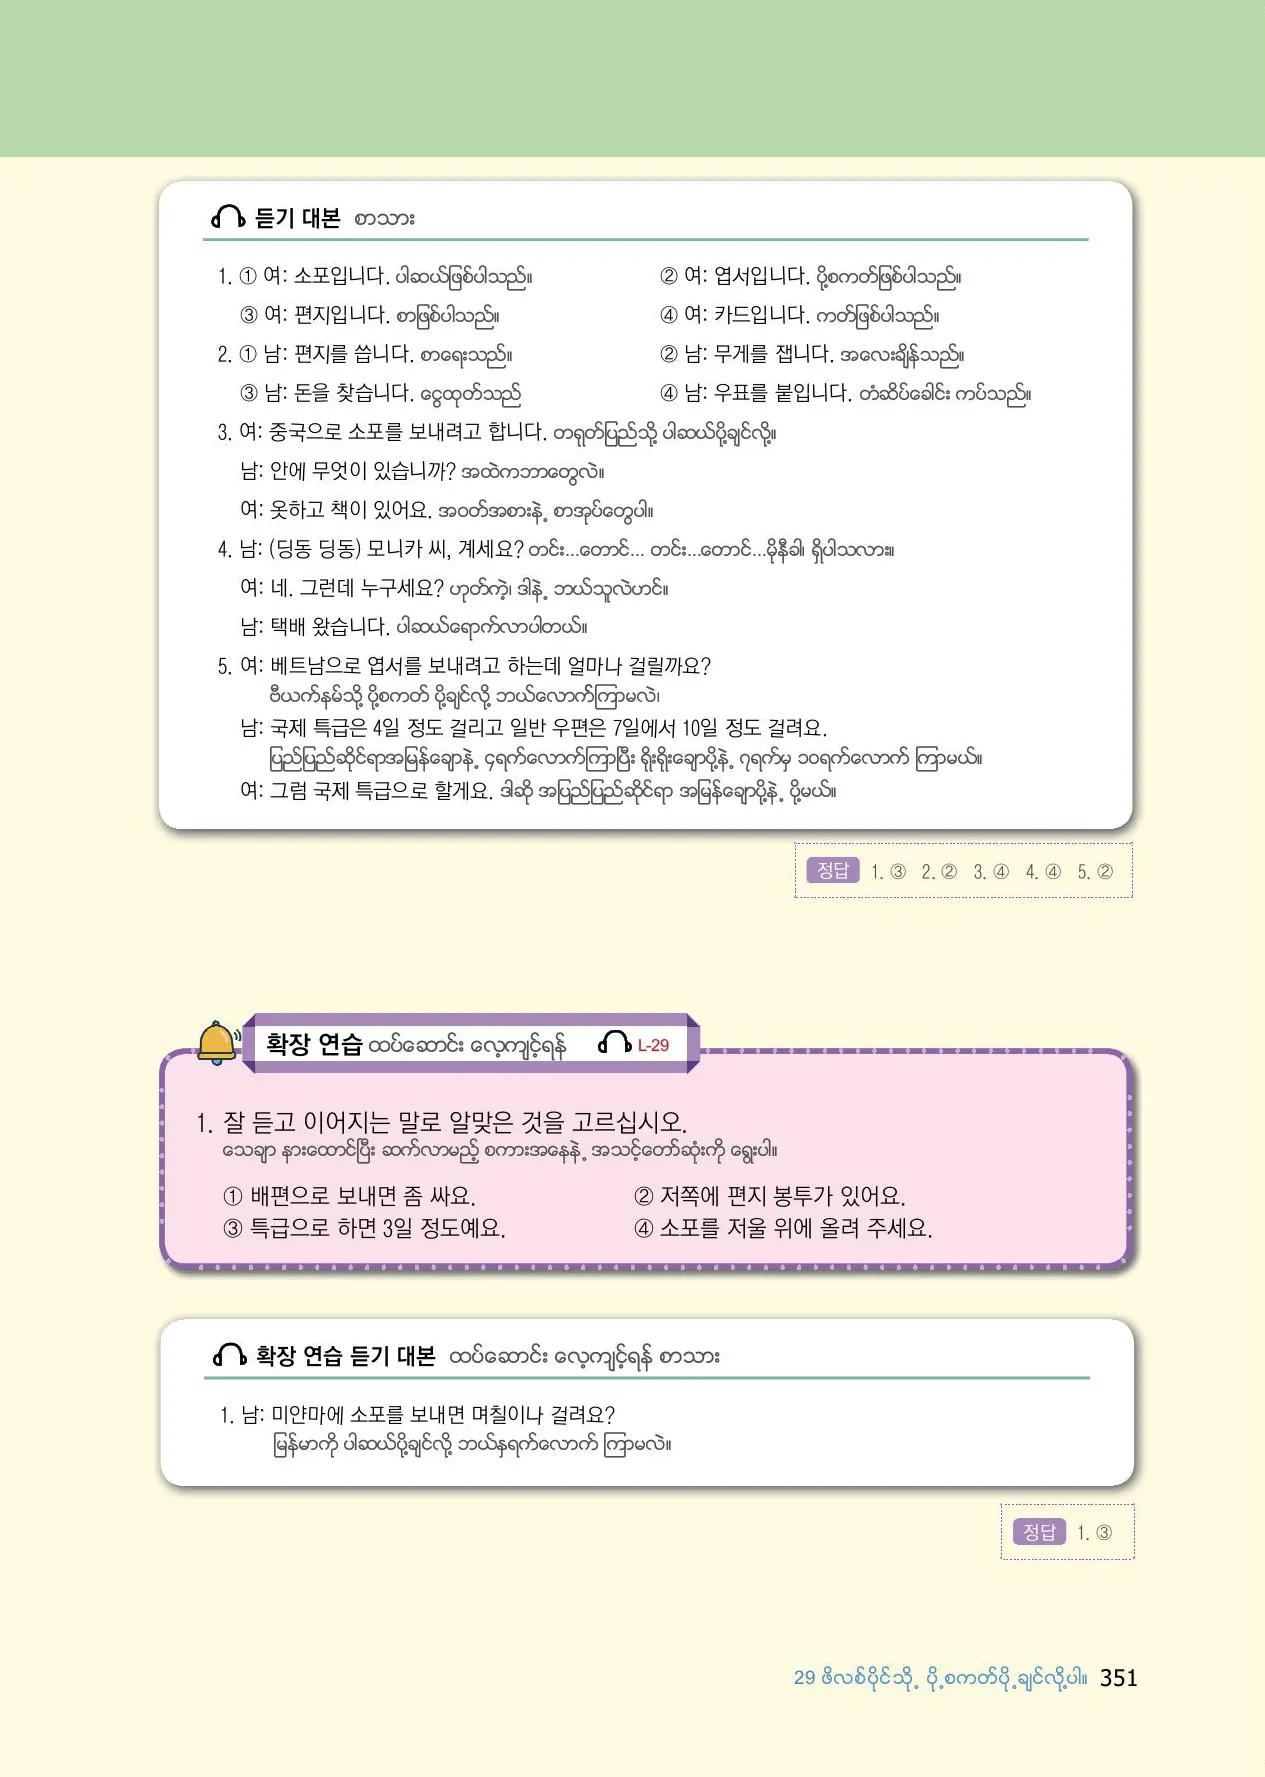 듣기 대본 စာသား
1. ① 여: 소포입니다. ပါဆယ်ဖြစ်ပါသည်။ ② 여: 엽서입니다. ပို့စကတ်ဖြစ်ပါသည်။
③ 여: 편지입니다. စာဖြစ်ပါသည်။ ④ 여: 카드입니다. ကတ်ဖြစ်ပါသည်။
2. ① 남: 편지를 씁니다. စာရေးသည်။ ② 남: 무게를 잽니다. အလေးချိန်သည်။
③ 남: 돈을 찾습니다. ငွေထုတ်သည် ④ 남: 우표를 붙입니다. တံဆိပ်ခေါင်း ကပ်သည်။
3. 여: 중국으로 소포를 보내려고 합니다. တရုတ်ပြည်သို့ ပါဆယ်ပို့ချင်လို့။
남: 안에 무엇이 있습니까? အထဲကဘာတွေလဲ။
여: 옷하고 책이 있어요. အဝတ်အစားနဲ့ စာအုပ်တွေပါ။
4. 남: (딩동 딩동) 모니카 씨, 계세요? တင်း...တောင်... တင်း...တောင်...မိုနီခါ၊ ရှိပါသလား။
여: 네. 그런데 누구세요? ဟုတ်ကဲ့၊ ဒါနဲ့ ဘယ်သူလဲဟင်။
남: 택배 왔습니다. ပါဆယ်ရောက်လာပါတယ်။
5. 여: 베트남으로 엽서를 보내려고 하는데 얼마나 걸릴까요?
ဗီယက်နမ်သို့ ပို့စကတ် ပို့ချင်လို့ ဘယ်လောက်ကြာမလဲ၊
남: 국제 특급은 4일 정도 걸리고 일반 우편은 7일에서 10일 정도 걸려요.
ပြည်ပြည်ဆိုင်ရာအမြန်ချောနဲ့ ၄ရက်လောက်ကြာပြီး ရိုးရိုးချောပို့နဲ့ ၇ရက်မှ ၁၀ရက်လောက် ကြာမယ်။
여: 그럼 국제 특급으로 할게요. ဒါဆို အပြည်ပြည်ဆိုင်ရာ အမြန်ချောပို့နဲ့ ပို့မယ်။
정답 1. ③ 2. ② 3. ④ 4. ④ 5. ②
확장 연습 ထပ်ဆောင်း လေ့ကျင့်ရန် L-29
1. 잘 듣고 이어지는 말로 알맞은 것을 고르십시오.
သေချာ နားထောင်ပြီး ဆက်လာမည့် စကားအနေနဲ့ အသင့်တော်ဆုံးကို ရွေးပါ။
① 배편으로 보내면 좀 싸요. ② 저쪽에 편지 봉투가 있어요.
③ 특급으로 하면 3일 정도예요. ④ 소포를 저울 위에 올려 주세요.
확장 연습 듣기 대본 ထပ်ဆောင်း လေ့ကျင့်ရန် စာသား
1. 남: 미얀마에 소포를 보내면 며칠이나 걸려요?
မြန်မာကို ပါဆယ်ပို့ချင်လို့ ဘယ်နှရက်လောက် ကြာမလဲ။
정답 1. ③
29 ဖိလစ်ပိုင်သို့ ပို့စကတ်ပို့ချင်လို့ပါ။ 351